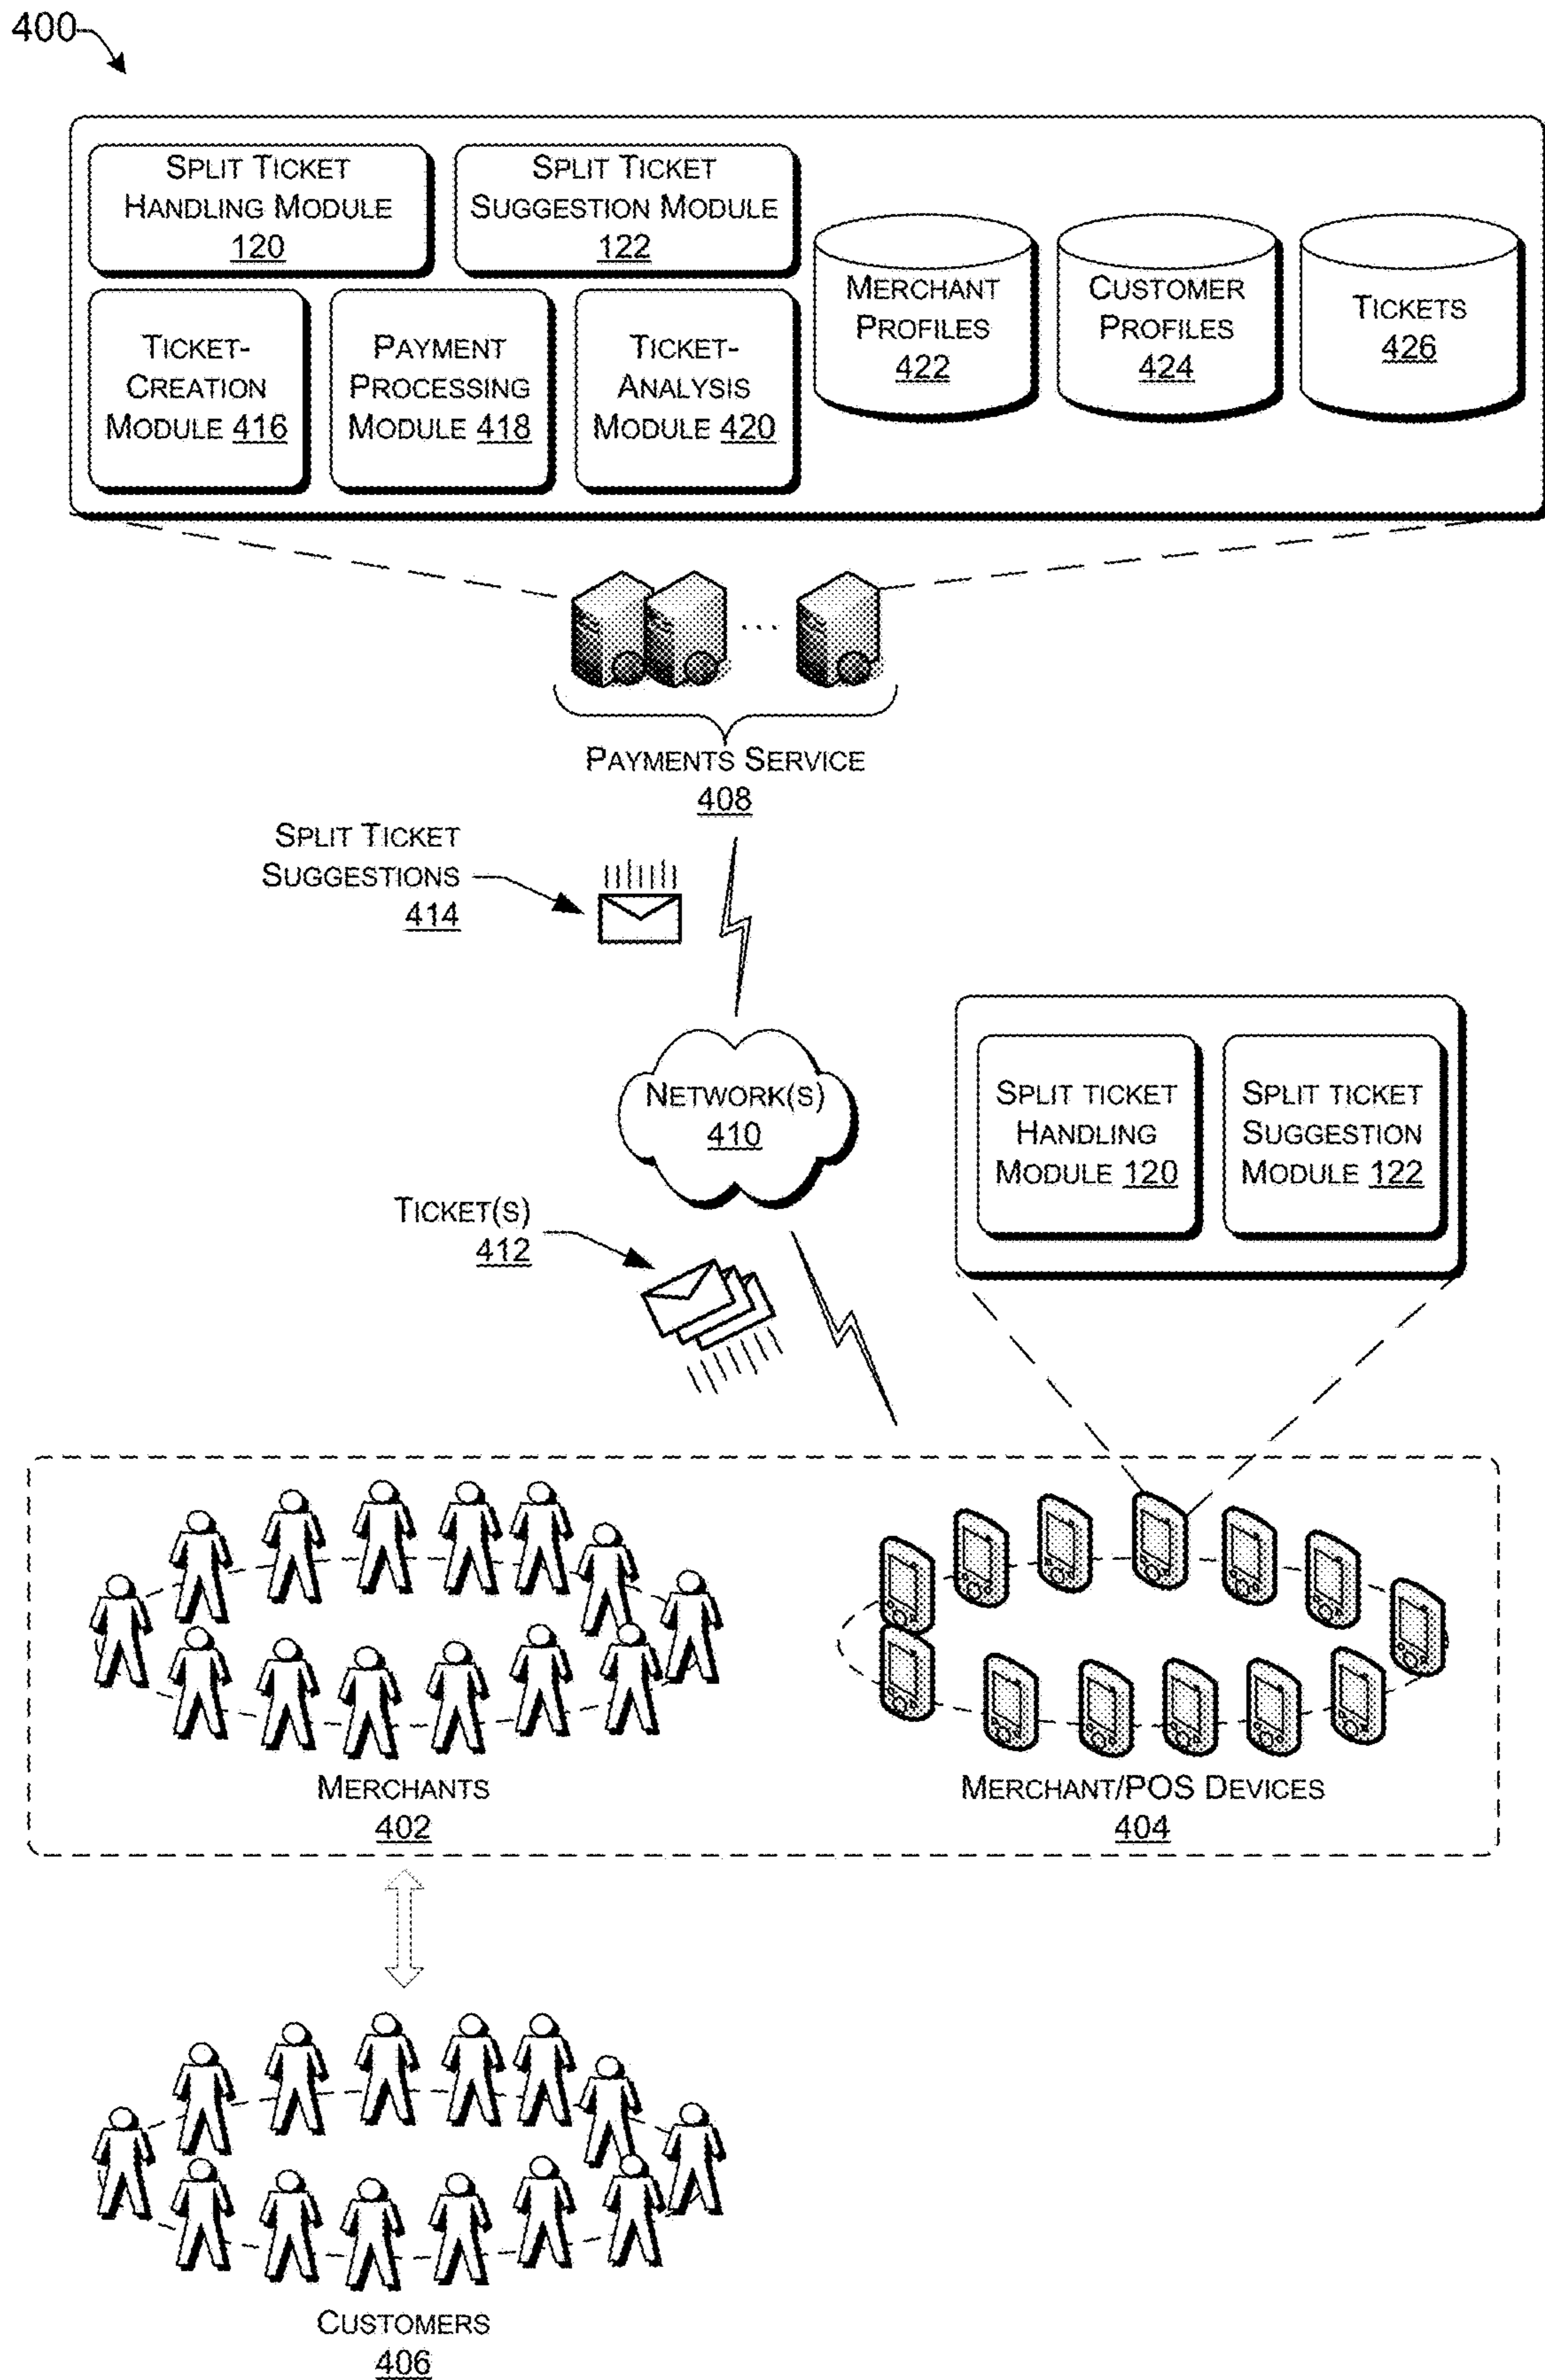 400
SPLIT TICKET
HANDLING MODULE
120
SPLIT TICKET
SUGGESTION MODULE
122
TICKET-
CREATION
MODULE 416
PAYMENT
PROCESSING
MODULE 418
TICKET-
ANALYSIS
MODULE 420
MERCHANT
PROFILES
422
CUSTOMER
PROFILES
424
TICKETS
426
...
PAYMENTS SERVICE
408
SPLIT TICKET
SUGGESTIONS
414
NETWORK(S)
410
SPLIT TICKET
HANDLING
MODULE 120
SPLIT TICKET
SUGGESTION
MODULE 122
TICKET(S)
412
MERCHANTS
402
MERCHANT/POS DEVICES
404
CUSTOMERS
406